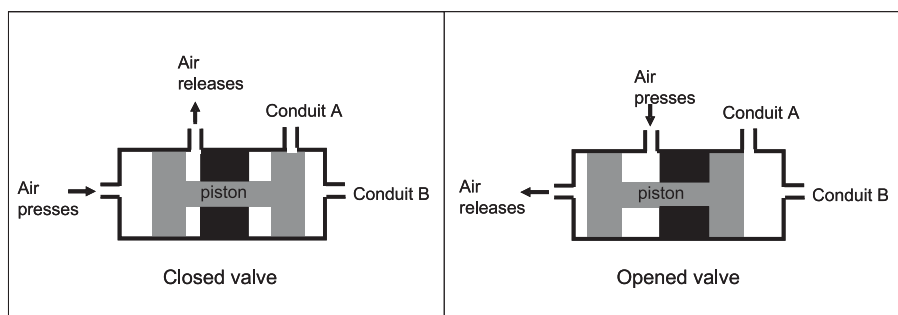 Air
releases
Conduit A
Air
presses
piston
Conduit B
Closed valve
Air
presses
Conduit A
Air
releases
piston
Conduit B
Opened valve